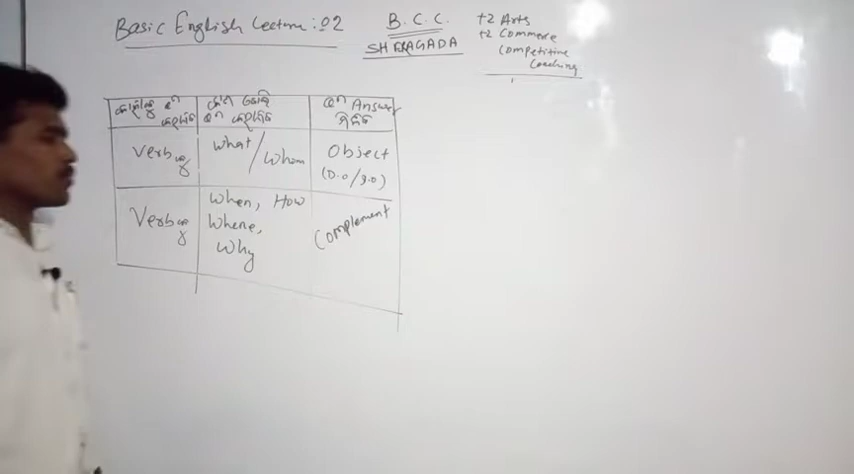 Basic English Lecture: 02
B. C. C.
SHERAGADA
+2 Arts
+2 Commerce
Competitive
Coaching
Answer
Verb କୁ
what / whom
Object
(D.O/I.O)
Verb କୁ
when, How
where,
why
Complement